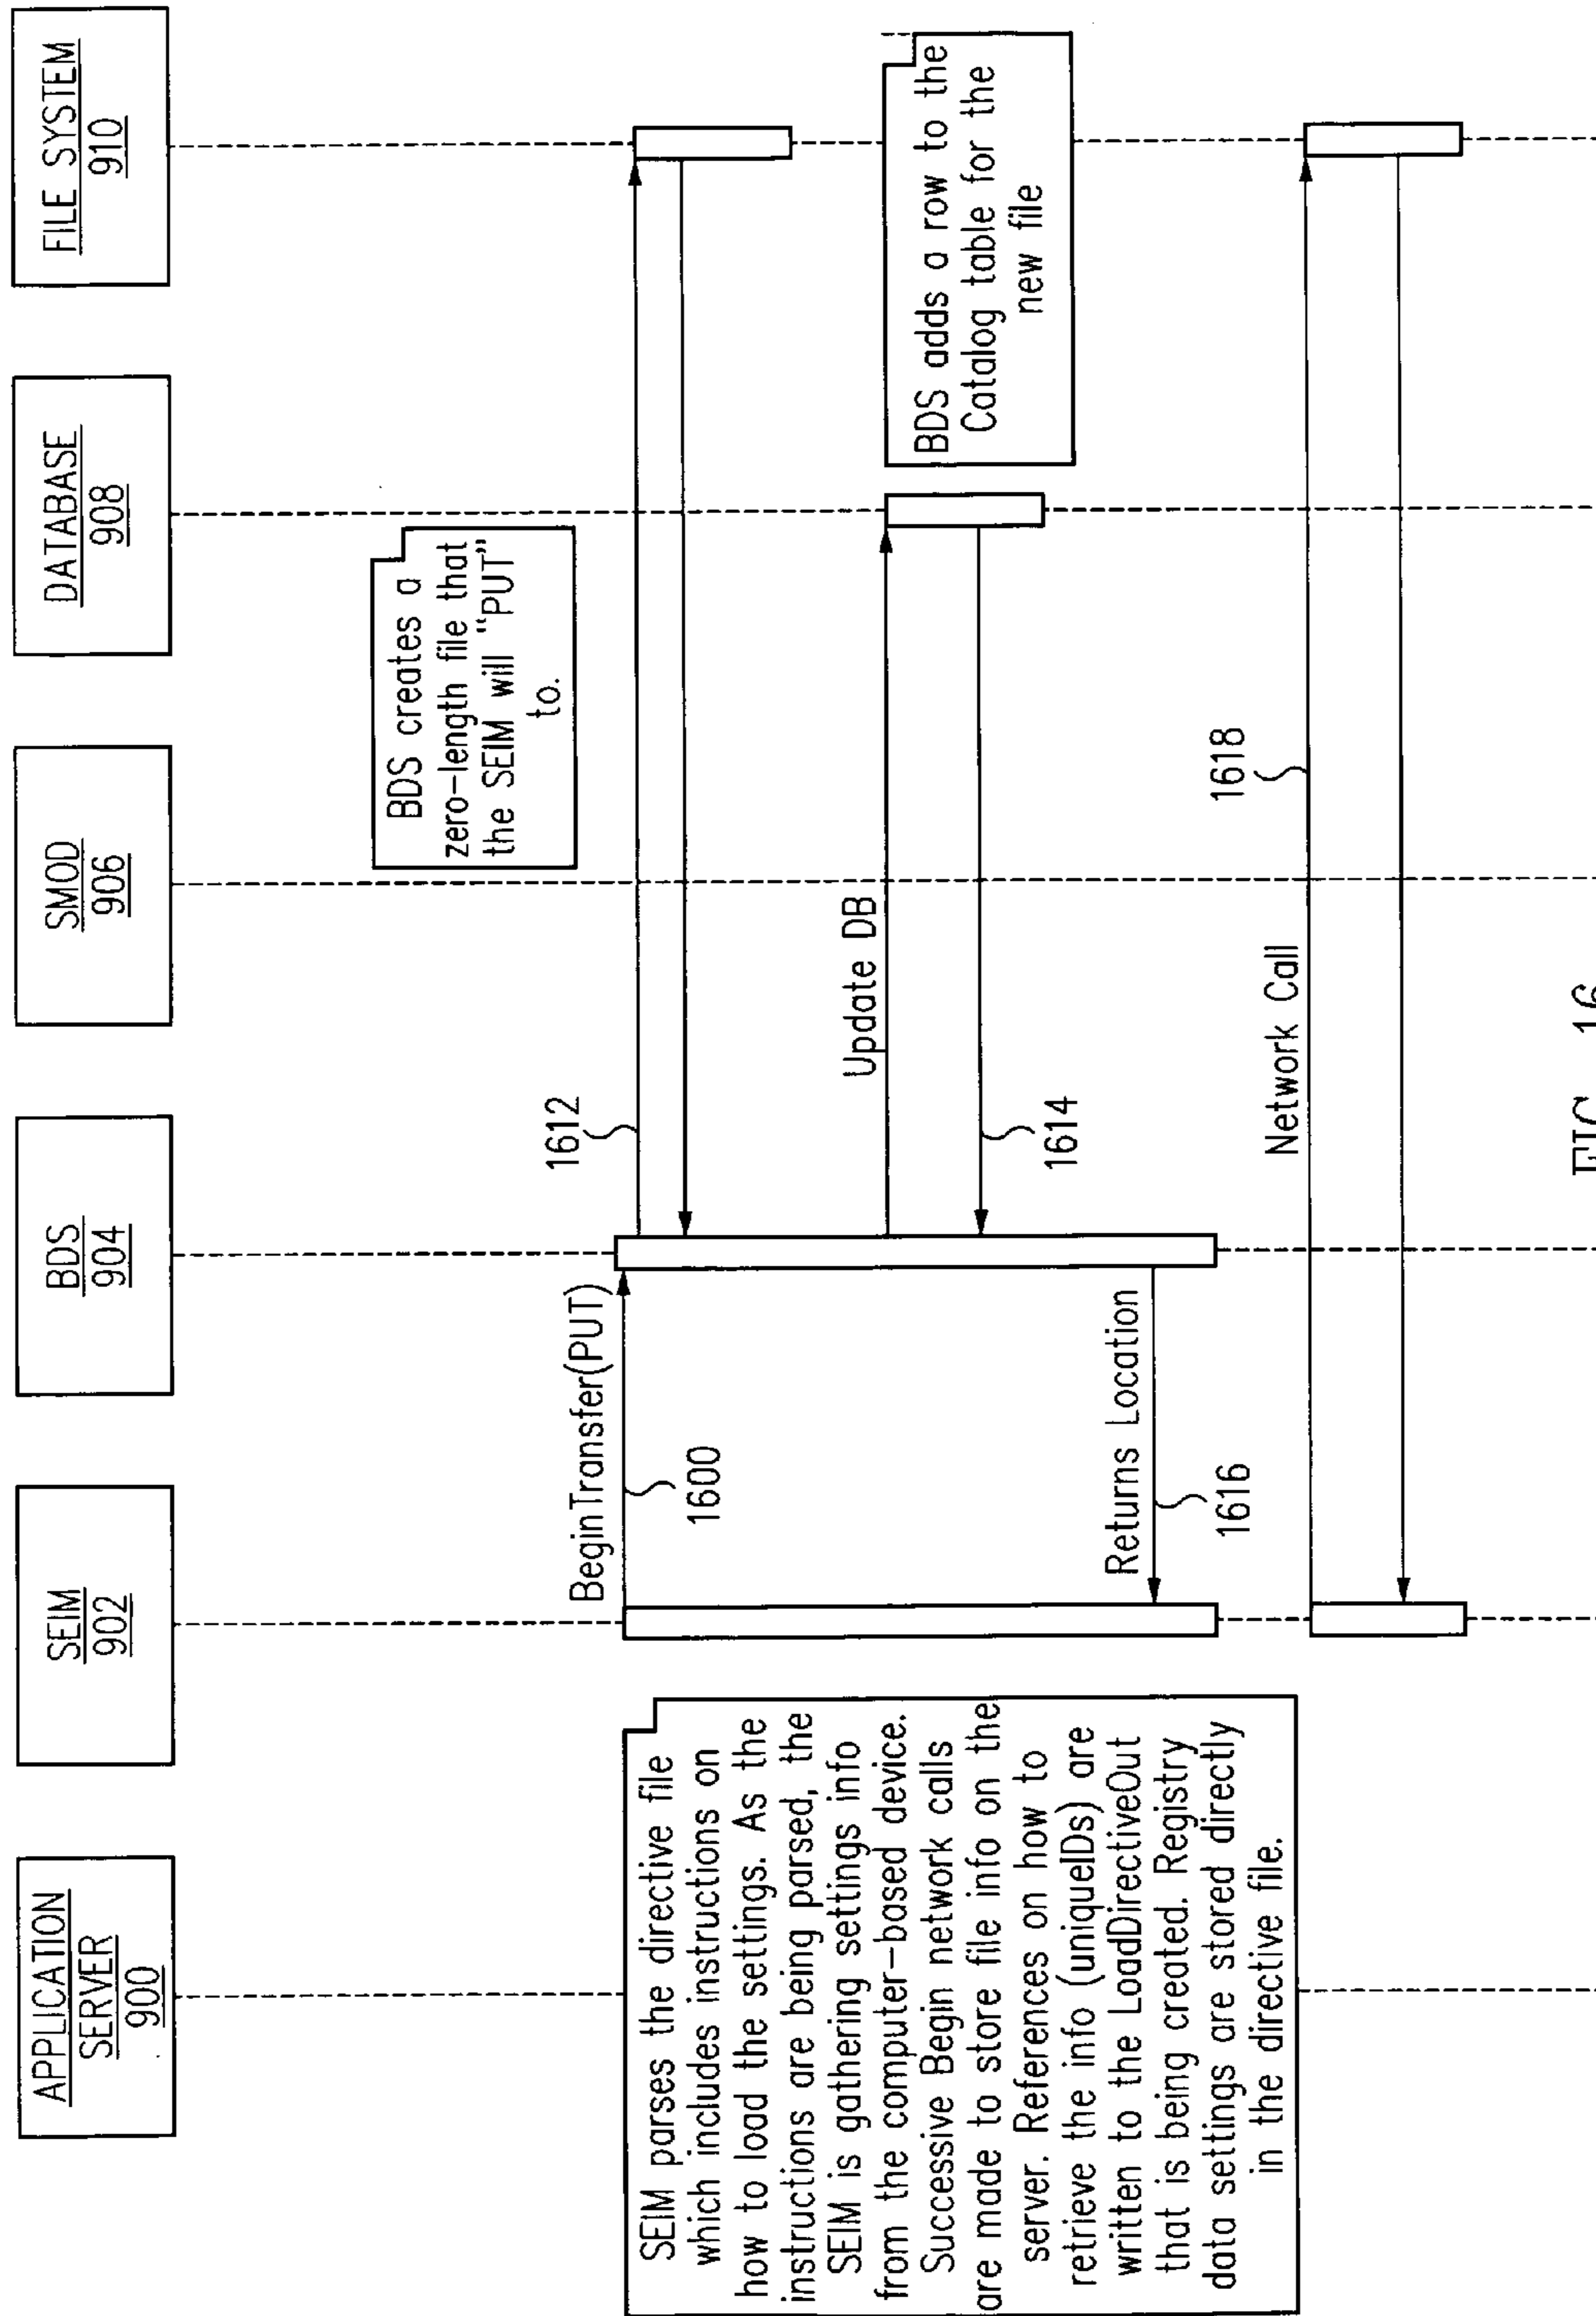 APPLICATION
SERVER
900
SEIM
902
BDS
904
SMOD
906
DATABASE
908
FILE SYSTEM
910
SEIM parses the directive file
which includes instructions on
how to load the settings. As the
instructions are being parsed, the
SEIM is gathering settings info
from the computer-based device.
Successive Begin network calls
are made to store file info on the
server. References on how to
retrieve the info (uniqueIDs) are
written to the LoadDirectiveOut
that is being created. Registry
data settings are stored directly
in the directive file.
BeginTransfer(PUT)
1600
1612
BDS creates a
zero-length file that
the SEIM will "PUT"
to.
Update DB
1614
BDS adds a row to the
Catalog table for the
new file
Returns Location
1616
Network Call
1618
FIG. 16